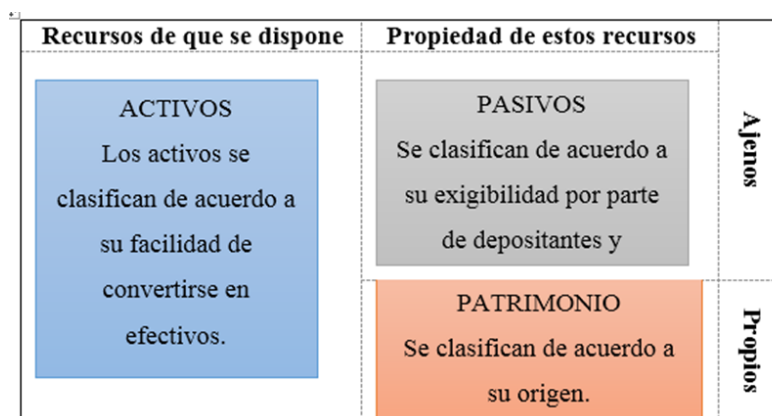 Recursos de que se dispone
Propiedad de estos recursos
ACTIVOS
Los activos se
clasifican de acuerdo a
su facilidad de
convertirse en
efectivos.
PASIVOS
Se clasifican de acuerdo a
su exigibilidad por parte
de depositantes y
Ajenos
PATRIMONIO
Se clasifican de acuerdo a
su origen.
Propios